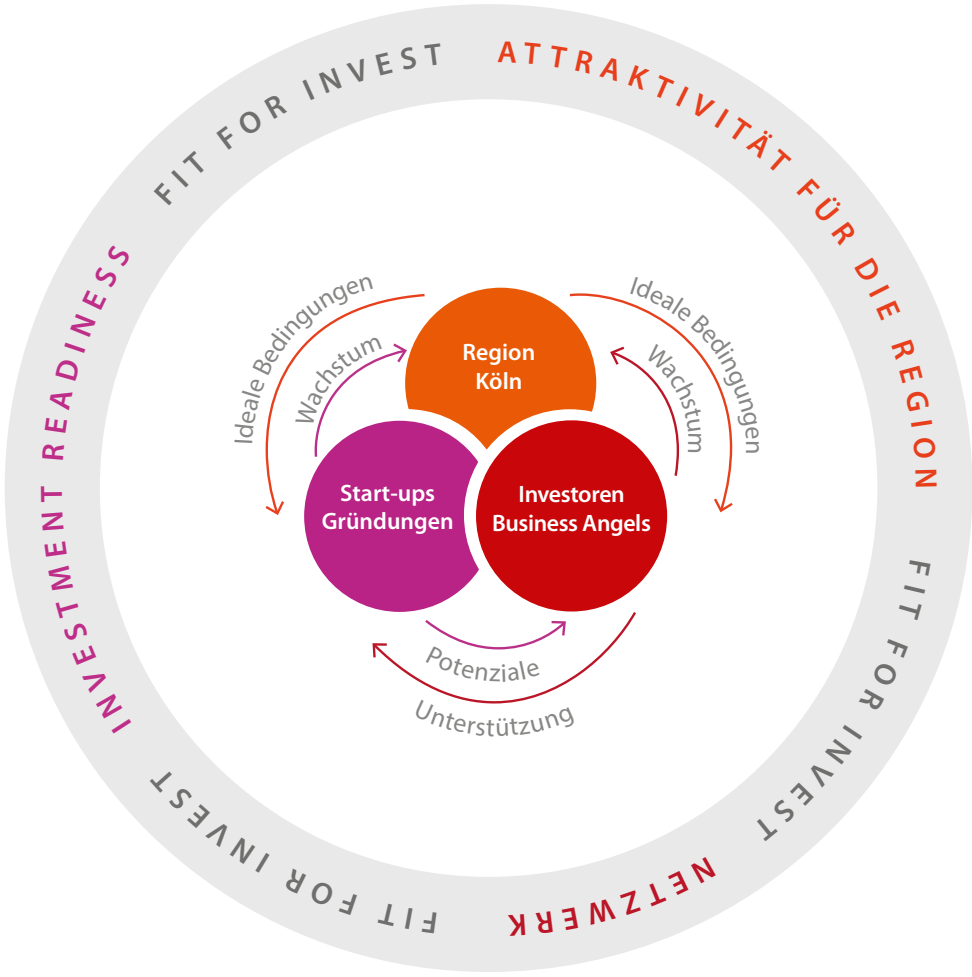 FIT FOR INVEST
ATTRAKTIVITÄT FÜR DIE REGION
FIT FOR INVEST
NETZWERK
FIT FOR INVEST
INVESTMENT READINESS
Ideale Bedingungen
Wachstum
Region
Köln
Ideale Bedingungen
Wachstum
Start-ups
Gründungen
Investoren
Business Angels
Potenziale
Unterstützung